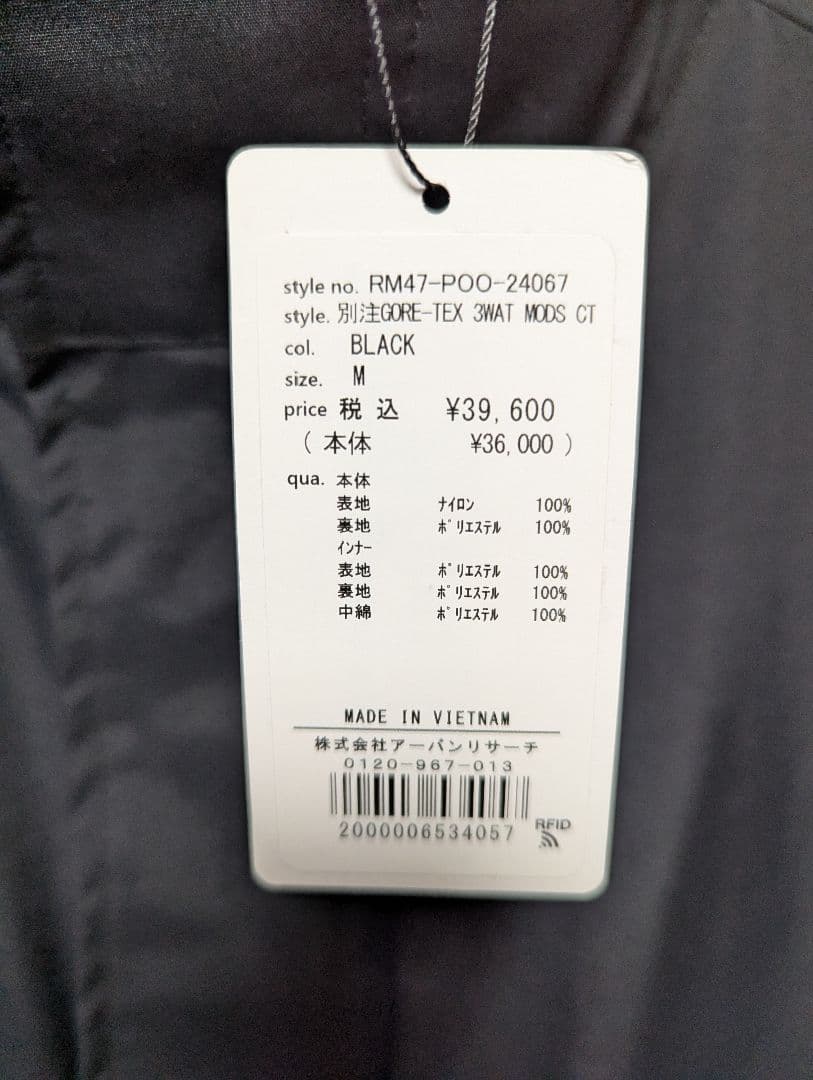 style no. RM47-POO-24067
style. 別注GORE-TEX 3WAT MODS CT
col. BLACK
size. M
price 税 込 ¥39,600
( 本体 ¥36,000 )
qua. 本体
表地 ﾅｲﾛﾝ 100%
裏地 ﾎﾟﾘｴｽﾃﾙ 100%
ｲﾝﾅｰ
表地 ﾎﾟﾘｴｽﾃﾙ 100%
裏地 ﾎﾟﾘｴｽﾃﾙ 100%
中綿 ﾎﾟﾘｴｽﾃﾙ 100%
MADE IN VIETNAM
株式会社アーバンリサーチ
0120-967-013
2000006534057
RFID